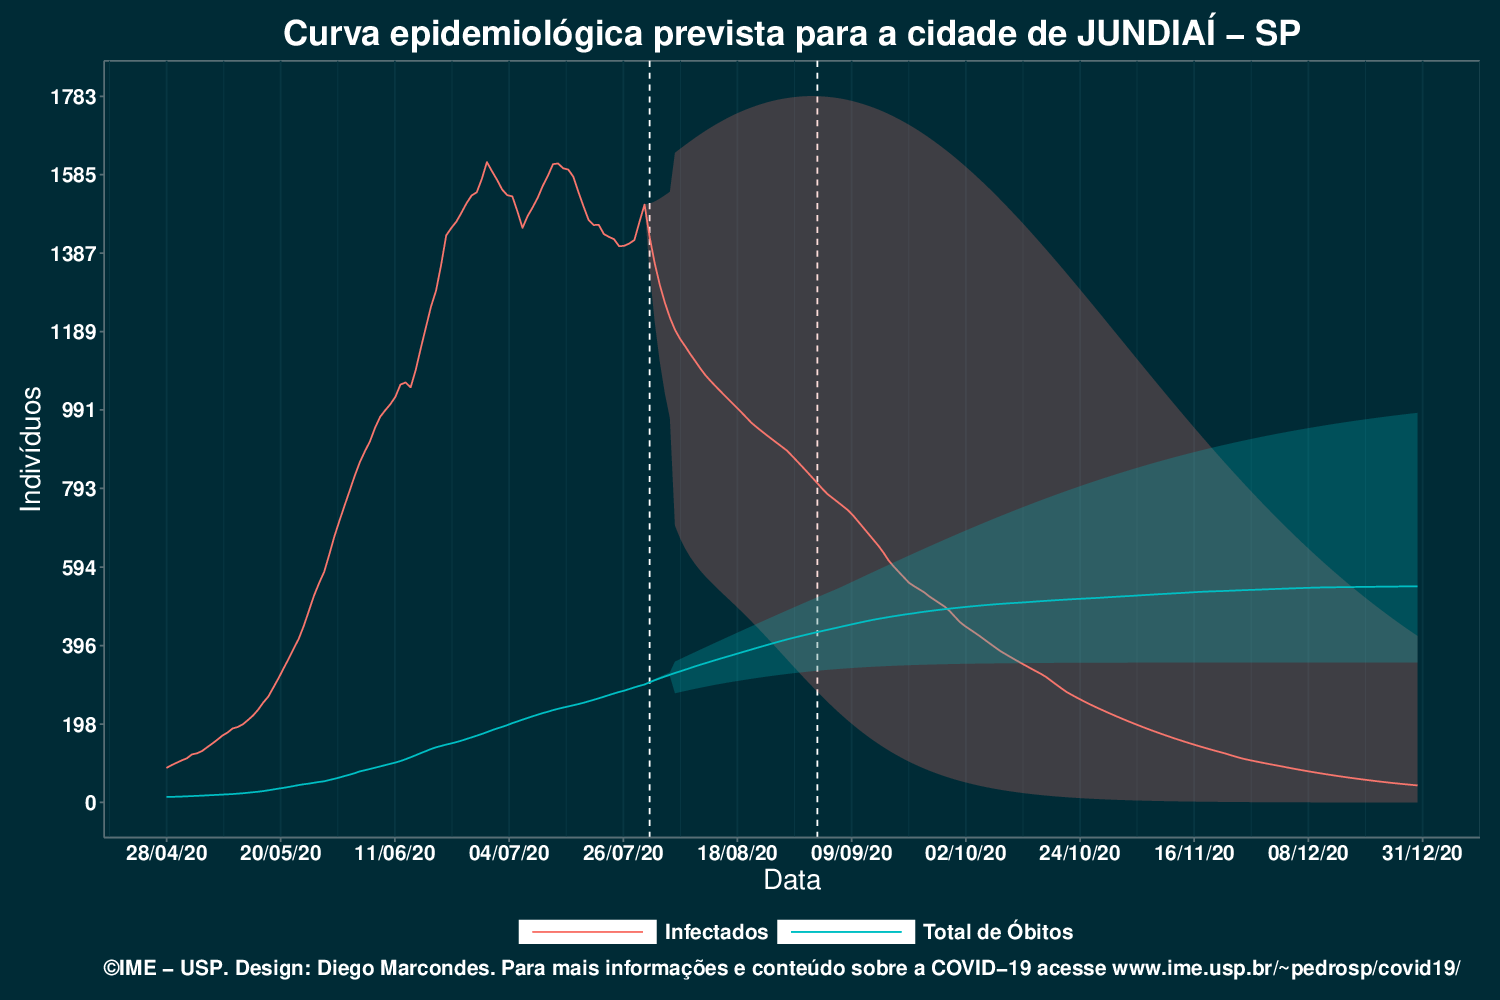 Curva epidemiológica prevista para a cidade de JUNDIAÍ – SP
1783
1585
1387
1189
991
793
594
396
198
0
Indivíduos
28/04/20 20/05/20 11/06/20 04/07/20 26/07/20 18/08/20 09/09/20 02/10/20 24/10/20 16/11/20 08/12/20 31/12/20
Data
Infectados Total de Óbitos
©IME – USP. Design: Diego Marcondes. Para mais informações e conteúdo sobre a COVID–19 acesse www.ime.usp.br/~pedrosp/covid19/